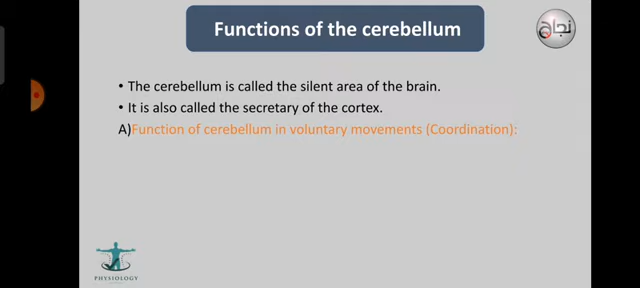 Functions of the cerebellum
نجاح
• The cerebellum is called the silent area of the brain.
• It is also called the secretary of the cortex.
A)Function of cerebellum in voluntary movements (Coordination):
PHYSIOLOGY